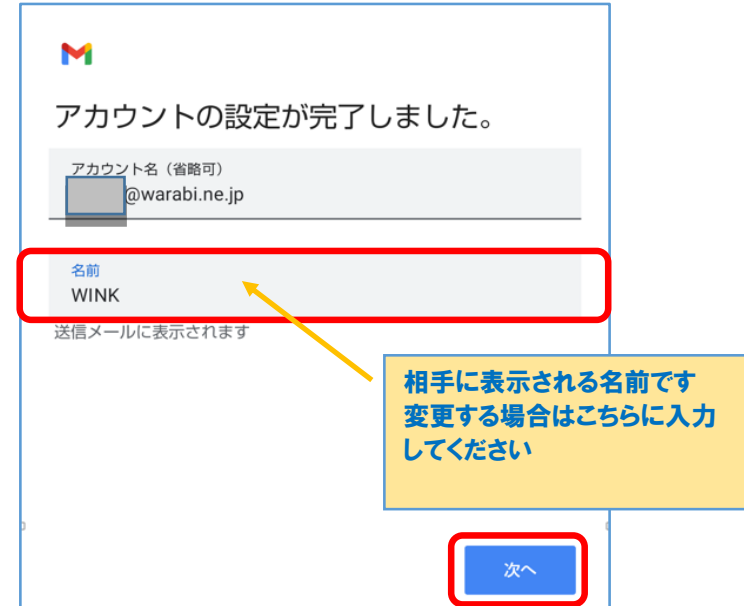 アカウントの設定が完了しました。
アカウント名（省略可）
@warabi.ne.jp
名前
WINK
送信メールに表示されます
相手に表示される名前です
変更する場合はこちらに入力
してください
次へ